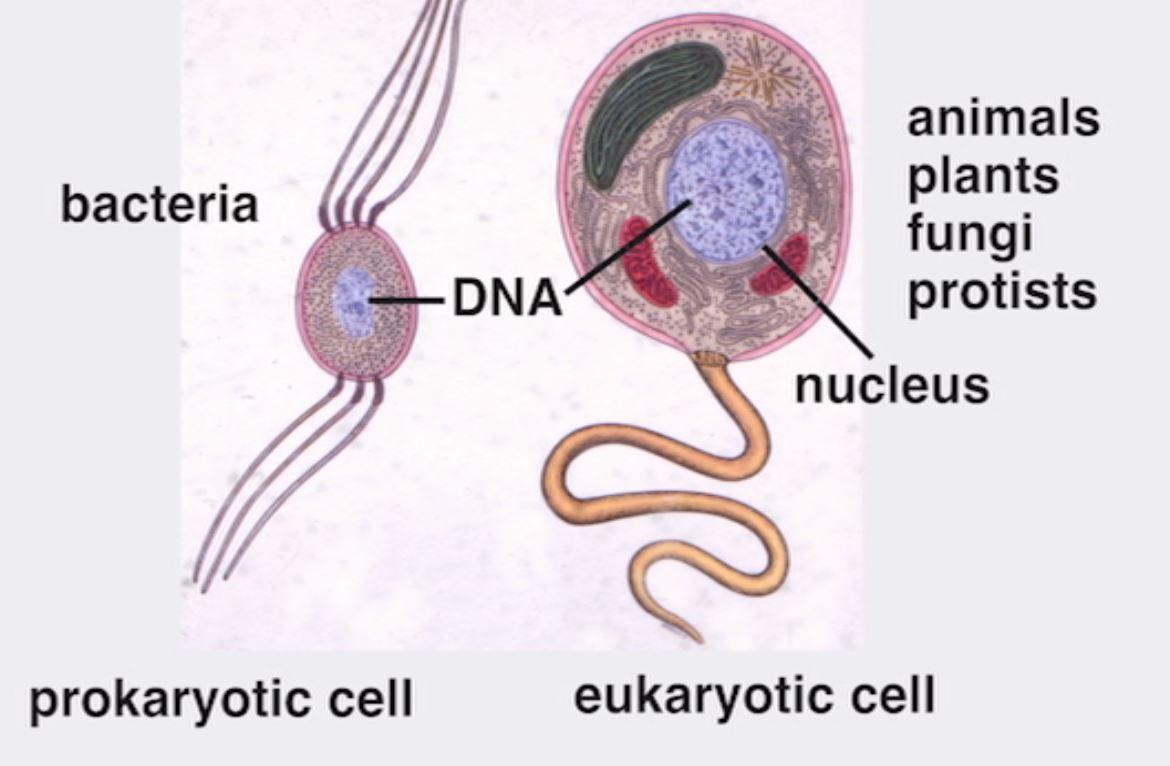 bacteria
DNA
animals
plants
fungi
protists
nucleus
prokaryotic cell
eukaryotic cell